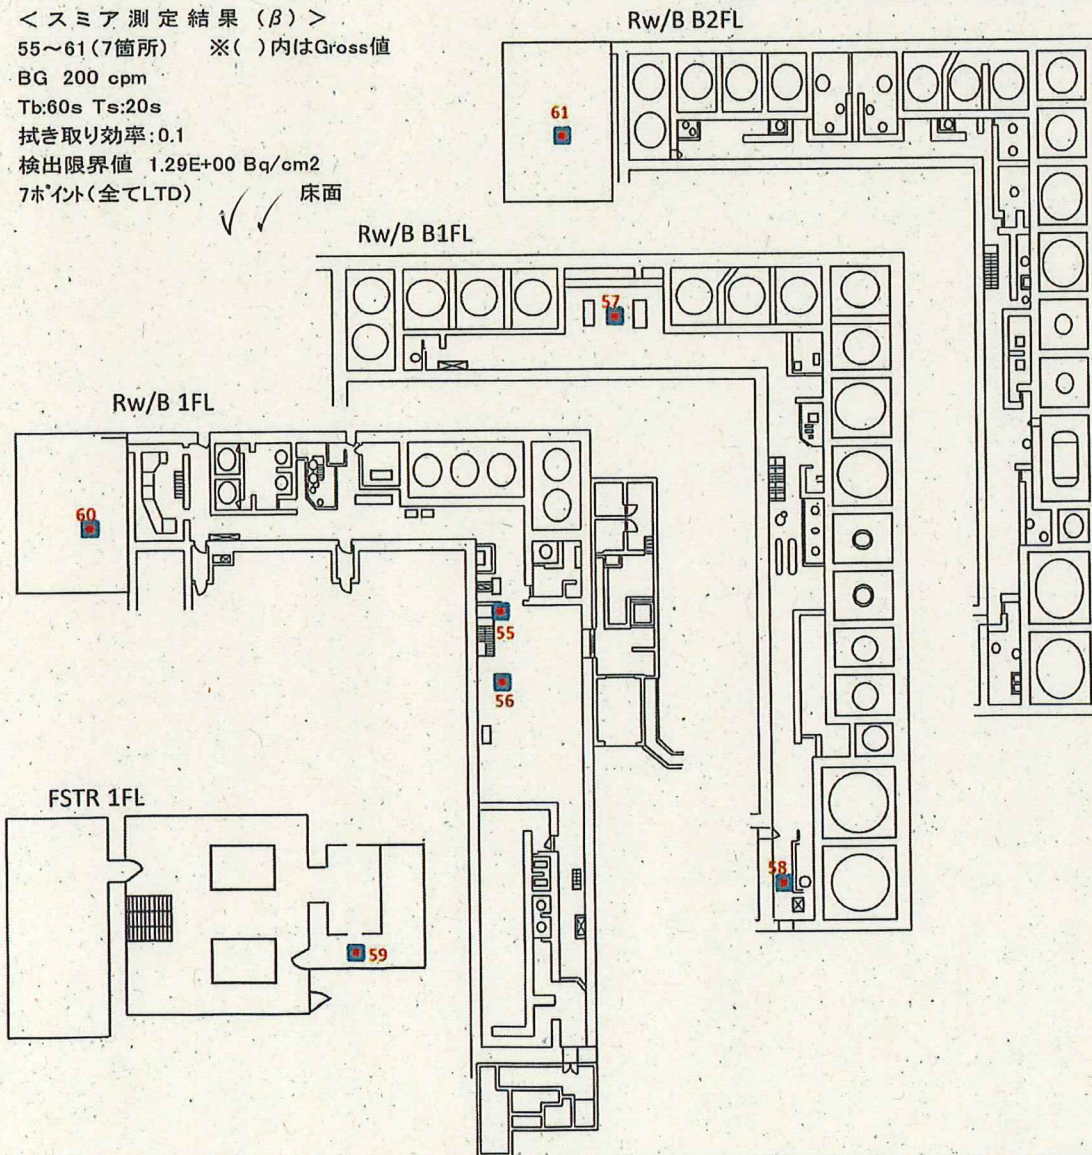 ＜スミア測定結果（β）＞
55～61(7箇所)　※( )内はGross値
BG 200 cpm
Tb:60s Ts:20s
拭き取り効率:0.1
検出限界値 1.29E+00 Bq/cm2
7ﾎﾟｲﾝﾄ(全てLTD)　床面
Rw/B B2FL
61
Rw/B B1FL
57
Rw/B 1FL
60
55
56
FSTR 1FL
58
59